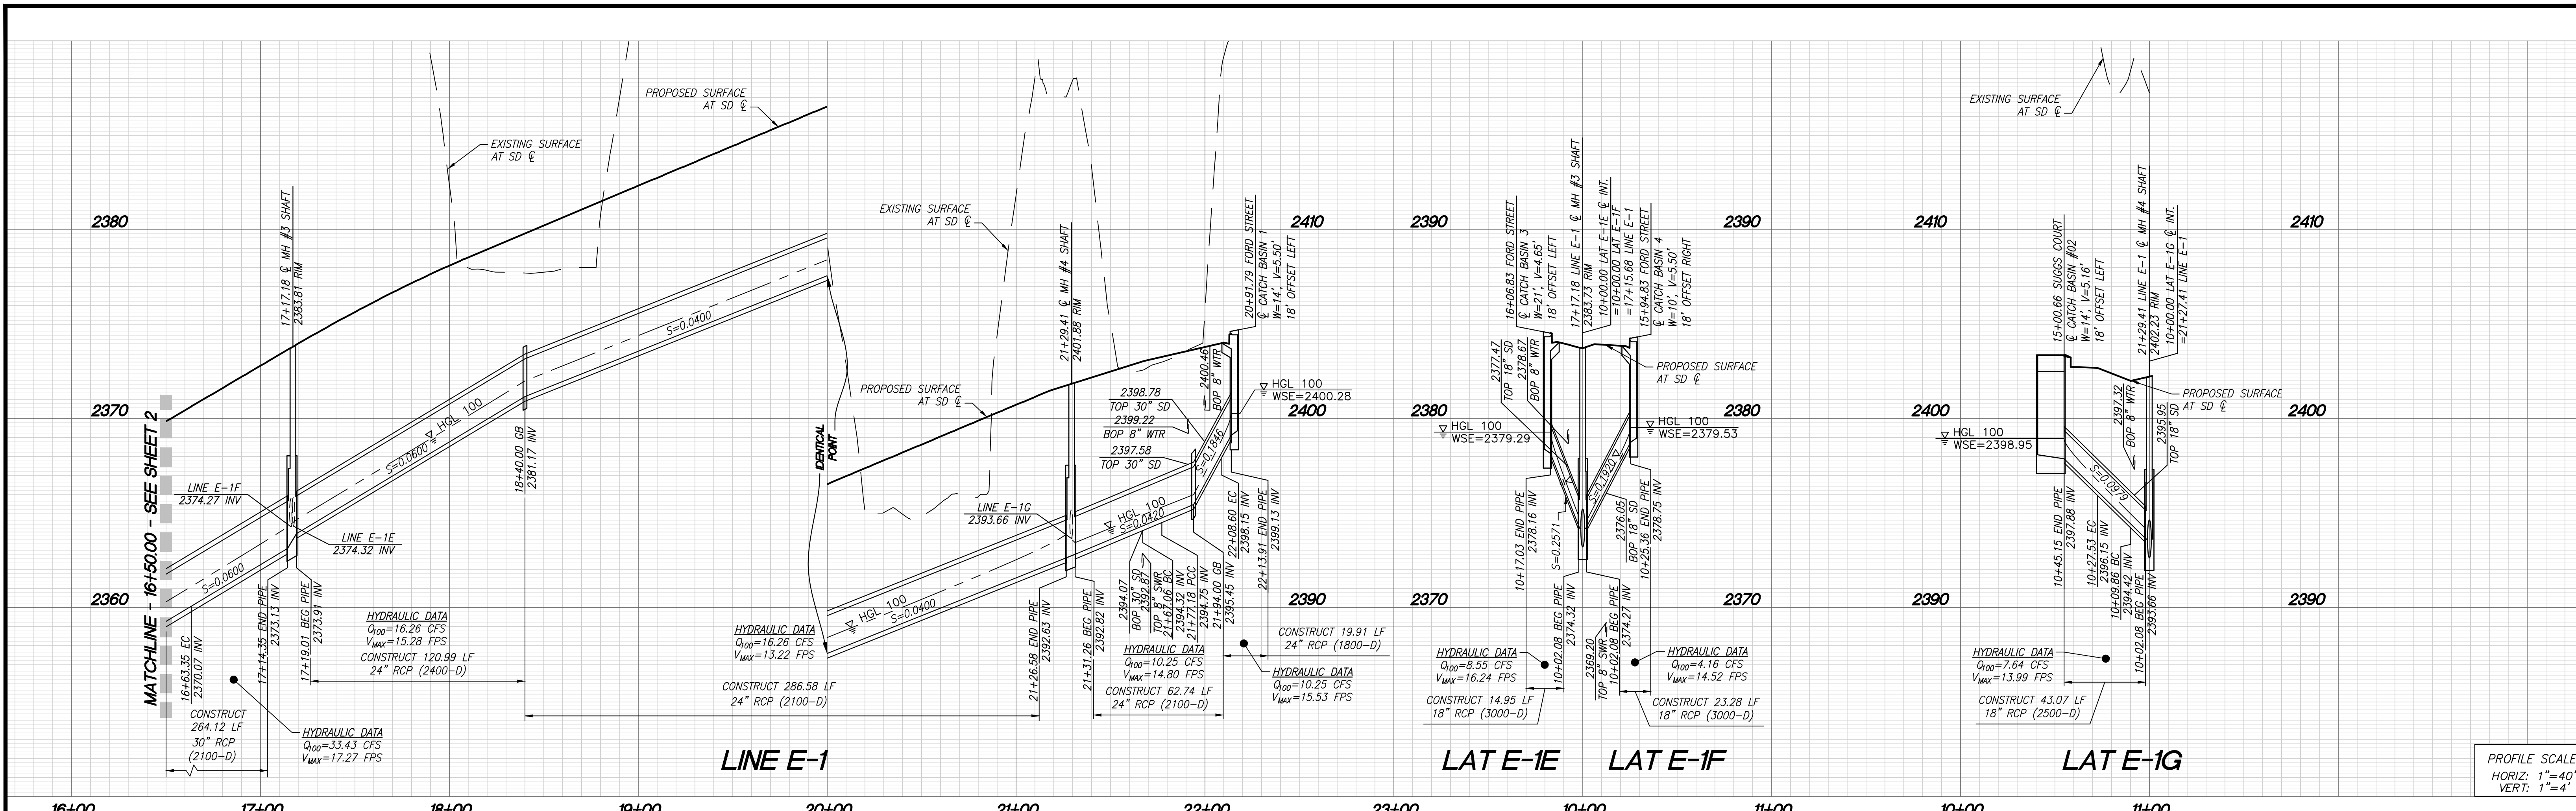 PROPOSED SURFACE
AT SD ℄
EXISTING SURFACE
AT SD ℄
2380
2370
2360
MATCHLINE - 16+50.00 - SEE SHEET 2
17+17.18 ℄ MH #3 SHAFT
2383.81 RIM
LINE E-1F
2374.27 INV
LINE E-1E
2374.32 INV
S=0.0600
S=0.0600
HGL 100
S=0.0400
18+40.00 GB
2381.17 INV
16+63.35 EC
2370.07 INV
17+14.35 END PIPE
2373.13 INV
17+19.01 BEG PIPE
2373.91 INV
HYDRAULIC DATA
Q100=16.26 CFS
VMAX=15.28 FPS
CONSTRUCT 120.99 LF
24" RCP (2400-D)
CONSTRUCT
264.12 LF
30" RCP
(2100-D)
HYDRAULIC DATA
Q100=33.43 CFS
VMAX=17.27 FPS
HYDRAULIC DATA
Q100=16.26 CFS
VMAX=13.22 FPS
CONSTRUCT 286.58 LF
24" RCP (2100-D)
IDENTICAL
POINT
EXISTING SURFACE
AT SD ℄
PROPOSED SURFACE
AT SD ℄
21+29.41 ℄ MH #4 SHAFT
2401.88 RIM
LINE E-1G
2393.66 INV
HGL 100
S=0.0400
HGL 100
S=0.0420
S=0.1846
2398.78
TOP 30" SD
2399.22
BOP 8" WTR
2397.58
TOP 30" SD
2400.46
BOP 8" WTR
20+91.79 FORD STREET
℄ CATCH BASIN 1
W=14', V=5.50'
18' OFFSET LEFT
HGL 100
WSE=2400.28
2410
2400
2390
21+26.58 END PIPE
2392.63 INV
21+31.26 BEG PIPE
2392.82 INV
2394.07
BOP 30" SD
2392.87
TOP 8" SWR
21+67.06 BC
2394.32 INV
21+77.18 PCC
2394.75 INV
21+94.00 GB
2395.45 INV
22+08.60 EC
2398.15 INV
22+13.91 END PIPE
2399.13 INV
HYDRAULIC DATA
Q100=10.25 CFS
VMAX=14.80 FPS
CONSTRUCT 62.74 LF
24" RCP (2100-D)
CONSTRUCT 19.91 LF
24" RCP (1800-D)
HYDRAULIC DATA
Q100=10.25 CFS
VMAX=15.53 FPS
LINE E-1
2390
2380
2370
16+06.83 FORD STREET
℄ CATCH BASIN 3
W=21', V=4.65'
18' OFFSET LEFT
17+17.18 LINE E-1 ℄ MH #3 SHAFT
2383.73 RIM
10+00.00 LAT E-1E ℄ INT.
=10+00.00 LAT E-1F
=17+15.68 LINE E-1
15+94.83 FORD STREET
℄ CATCH BASIN 4
W=10', V=5.50'
18' OFFSET RIGHT
2377.47
TOP 18" SD
2378.67
BOP 8" WTR
PROPOSED SURFACE
AT SD ℄
HGL 100
WSE=2379.29
HGL 100
WSE=2379.53
S=0.2571
S=0.1920
10+17.03 END PIPE
2378.16 INV
10+02.08 BEG PIPE
2374.32 INV
2369.20
TOP 8" SWR
10+02.08 BEG PIPE
2374.27 INV
2376.05
BOP 18" SD
10+25.36 END PIPE
2378.75 INV
HYDRAULIC DATA
Q100=8.55 CFS
VMAX=16.24 FPS
CONSTRUCT 14.95 LF
18" RCP (3000-D)
HYDRAULIC DATA
Q100=4.16 CFS
VMAX=14.52 FPS
CONSTRUCT 23.28 LF
18" RCP (3000-D)
2390
2380
2370
LAT E-1E
LAT E-1F
2410
2400
2390
EXISTING SURFACE
AT SD ℄
15+00.66 SUGGS COURT
℄ CATCH BASIN #02
W=14', V=5.16'
18' OFFSET LEFT
21+29.41 LINE E-1 ℄ MH #4 SHAFT
2402.23 RIM
10+00.00 LAT E-1G ℄ INT.
=21+27.41 LINE E-1
2397.32
BOP 8" WTR
2395.95
TOP 18" SD
PROPOSED SURFACE
AT SD ℄
HGL 100
WSE=2398.95
S=0.0979
10+45.15 END PIPE
2397.88 INV
10+27.53 EC
2396.15 INV
10+09.86 BC
2394.42 INV
10+02.08 BEG PIPE
2393.66 INV
HYDRAULIC DATA
Q100=7.64 CFS
VMAX=13.99 FPS
CONSTRUCT 43.07 LF
18" RCP (2500-D)
2410
2400
2390
LAT E-1G
PROFILE SCALE
HORIZ: 1"=40'
VERT: 1"=4'
16+00
17+00
18+00
19+00
20+00
21+00
22+00
23+00
10+00
11+00
10+00
11+00